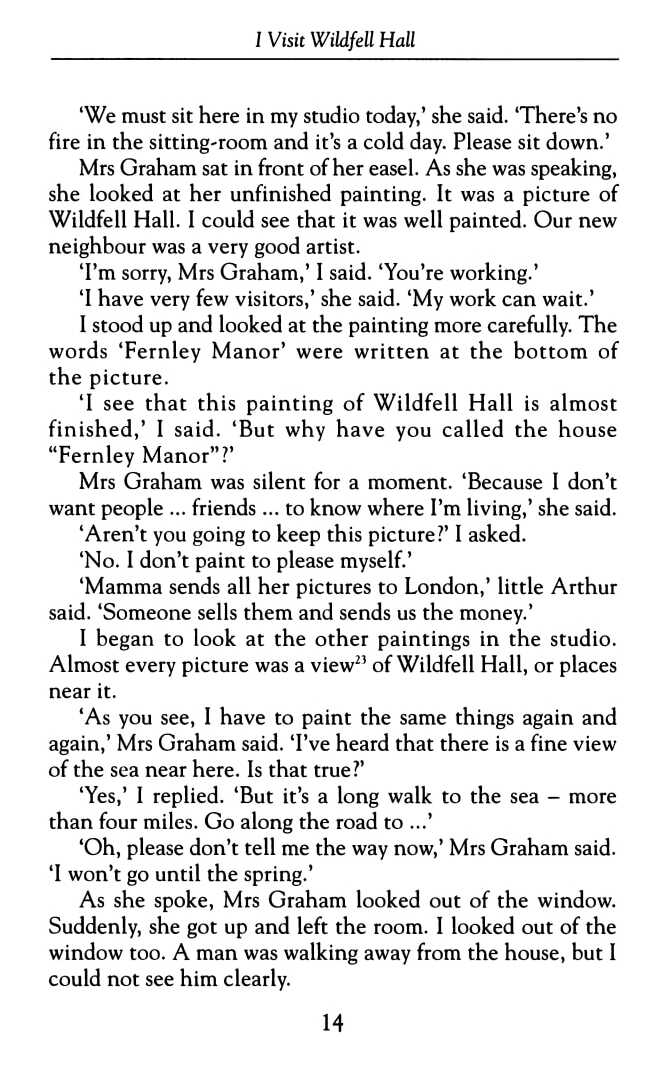 I Visit Wildfell Hall
‘We must sit here in my studio today,’ she said. ‘There’s no
fire in the sitting-room and it’s a cold day. Please sit down.’
Mrs Graham sat in front of her easel. As she was speaking,
she looked at her unfinished painting. It was a picture of
Wildfell Hall. I could see that it was well painted. Our new
neighbour was a very good artist.
‘I’m sorry, Mrs Graham,’ I said. ‘You’re working.’
‘I have very few visitors,’ she said. ‘My work can wait.’
I stood up and looked at the painting more carefully. The
words ‘Fernley Manor’ were written at the bottom of
the picture.
‘I see that this painting of Wildfell Hall is almost
finished,’ I said. ‘But why have you called the house
“Fernley Manor”?’
Mrs Graham was silent for a moment. ‘Because I don’t
want people ... friends ... to know where I’m living,’ she said.
‘Aren’t you going to keep this picture?’ I asked.
‘No. I don’t paint to please myself.’
‘Mamma sends all her pictures to London,’ little Arthur
said. ‘Someone sells them and sends us the money.’
I began to look at the other paintings in the studio.
Almost every picture was a view²³ of Wildfell Hall, or places
near it.
‘As you see, I have to paint the same things again and
again,’ Mrs Graham said. ‘I’ve heard that there is a fine view
of the sea near here. Is that true?’
‘Yes,’ I replied. ‘But it’s a long walk to the sea – more
than four miles. Go along the road to ...’
‘Oh, please don’t tell me the way now,’ Mrs Graham said.
‘I won’t go until the spring.’
As she spoke, Mrs Graham looked out of the window.
Suddenly, she got up and left the room. I looked out of the
window too. A man was walking away from the house, but I
could not see him clearly.
14